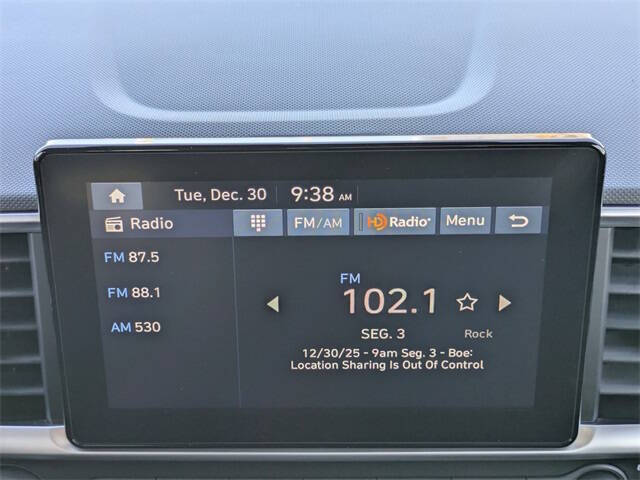 Tue, Dec. 30 9:38 AM
Radio FM/AM HD Radio Menu
FM 87.5
FM 88.1
AM 530
FM
102.1
SEG. 3 Rock
12/30/25 - 9am Seg. 3 - Boe:
Location Sharing Is Out Of Control